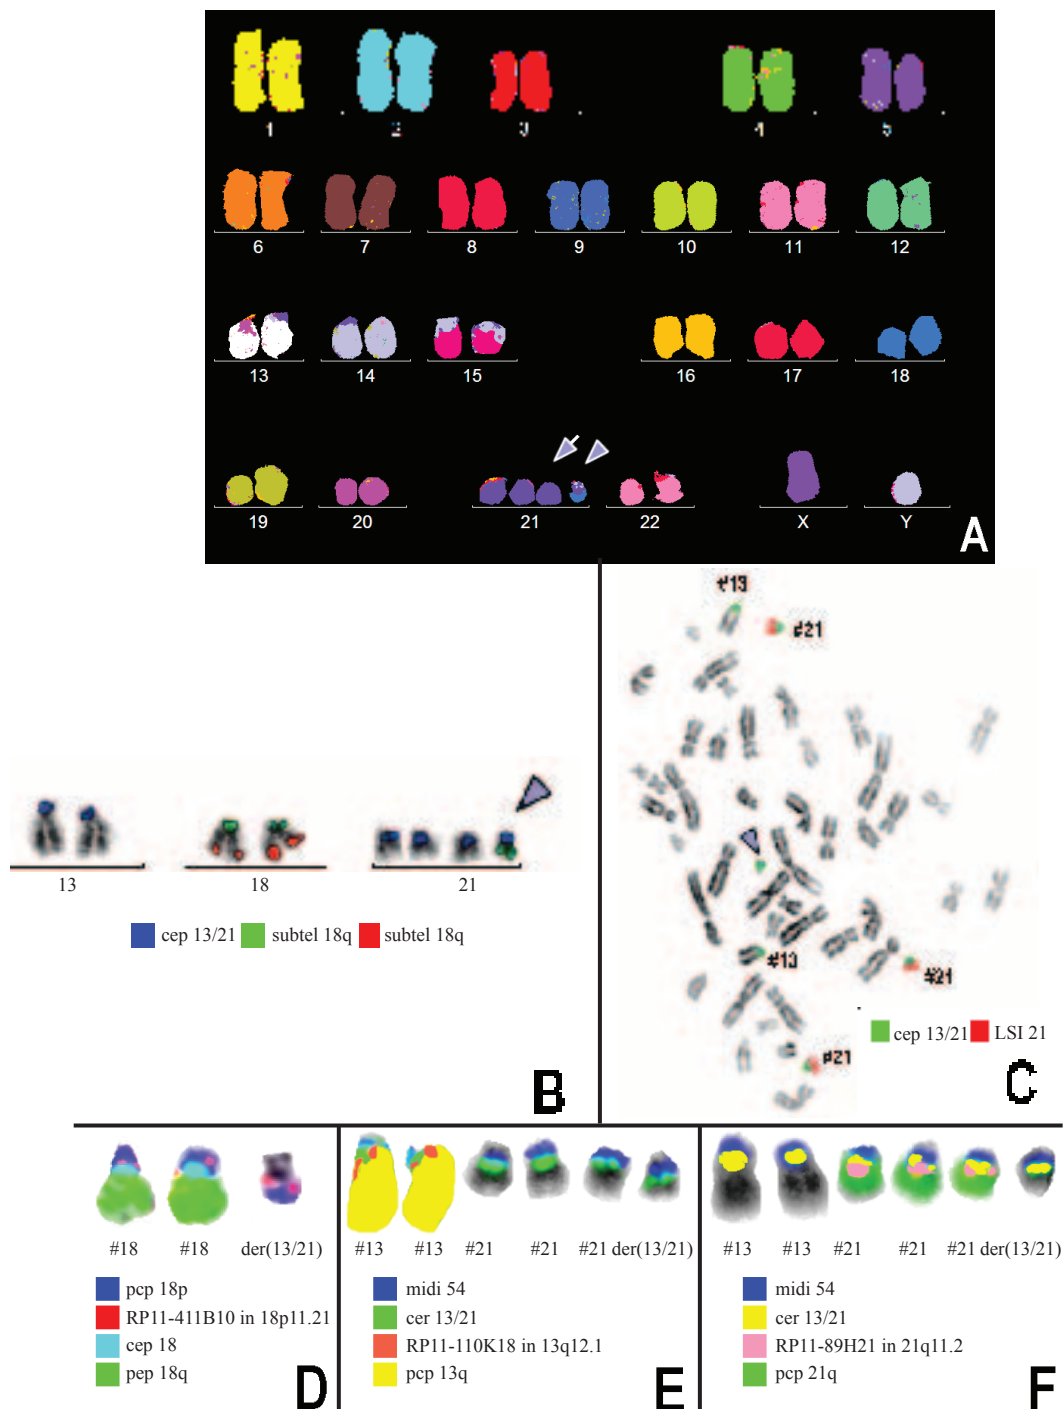 1 2 3 4 5
6 7 8 9 10 11 12
13 14 15 16 17 18
19 20 21 22 X Y
A
13 18 21
cep 13/21 subtel 18q subtel 18q
B
#13
#21
#13
#21
#21
cep 13/21 LSI 21
C
#18 #18 der(13/21)
pcp 18p
RP11-411B10 in 18p11.21
cep 18
pep 18q
D
#13 #13 #21 #21 #21 der(13/21)
midi 54
cer 13/21
RP11-110K18 in 13q12.1
pcp 13q
E
#13 #13 #21 #21 #21 der(13/21)
midi 54
cer 13/21
RP11-89H21 in 21q11.2
pcp 21q
F